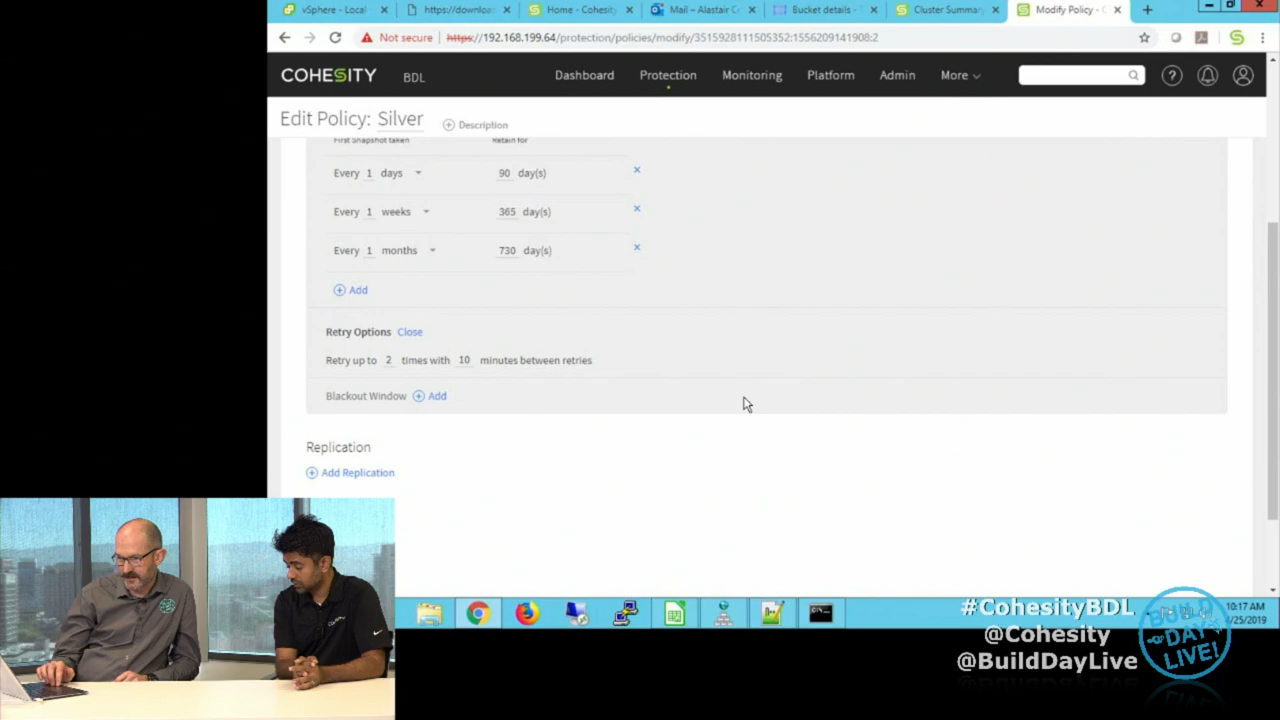 vSphere - Local
https://downloa
Home - Cohesity
Mail – Alastair C
Bucket details -
Cluster Summar
Modify Policy -
Not secure
https://192.168.199.64/protection/policies/modify/3515928111505352:1556209141908:2
COHESITY BDL Dashboard Protection Monitoring Platform Admin More
Edit Policy: Silver Description
First Snapshot taken Retain for
Every 1 days 90 day(s)
Every 1 weeks 365 day(s)
Every 1 months 730 day(s)
Add
Retry Options Close
Retry up to 2 times with 10 minutes between retries
Blackout Window Add
Replication
Add Replication
10:17 AM
/25/2019
#CohesityBDL
@Cohesity
@BuildDayLive
BUILD
DAY
LIVE!